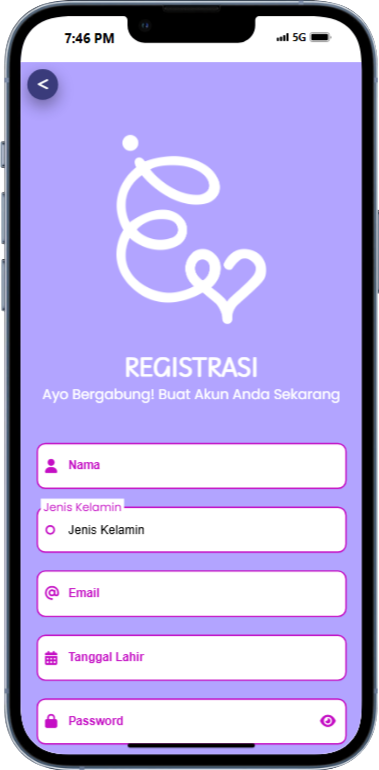 7:46 PM 5G
<
REGISTRASI
Ayo Bergabung! Buat Akun Anda Sekarang
Nama
Jenis Kelamin
Jenis Kelamin
@ Email
Tanggal Lahir
Password